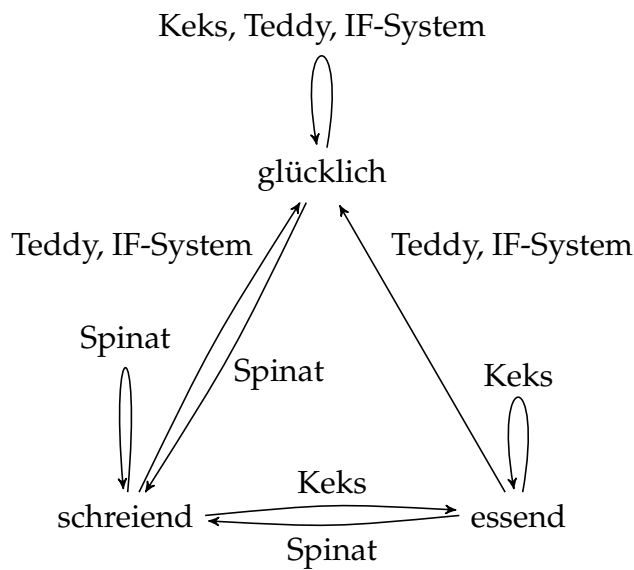 Keks, Teddy, IF-System
glücklich
Teddy, IF-System
Teddy, IF-System
Spinat
Spinat
Keks
Keks
schreiend
essend
Spinat